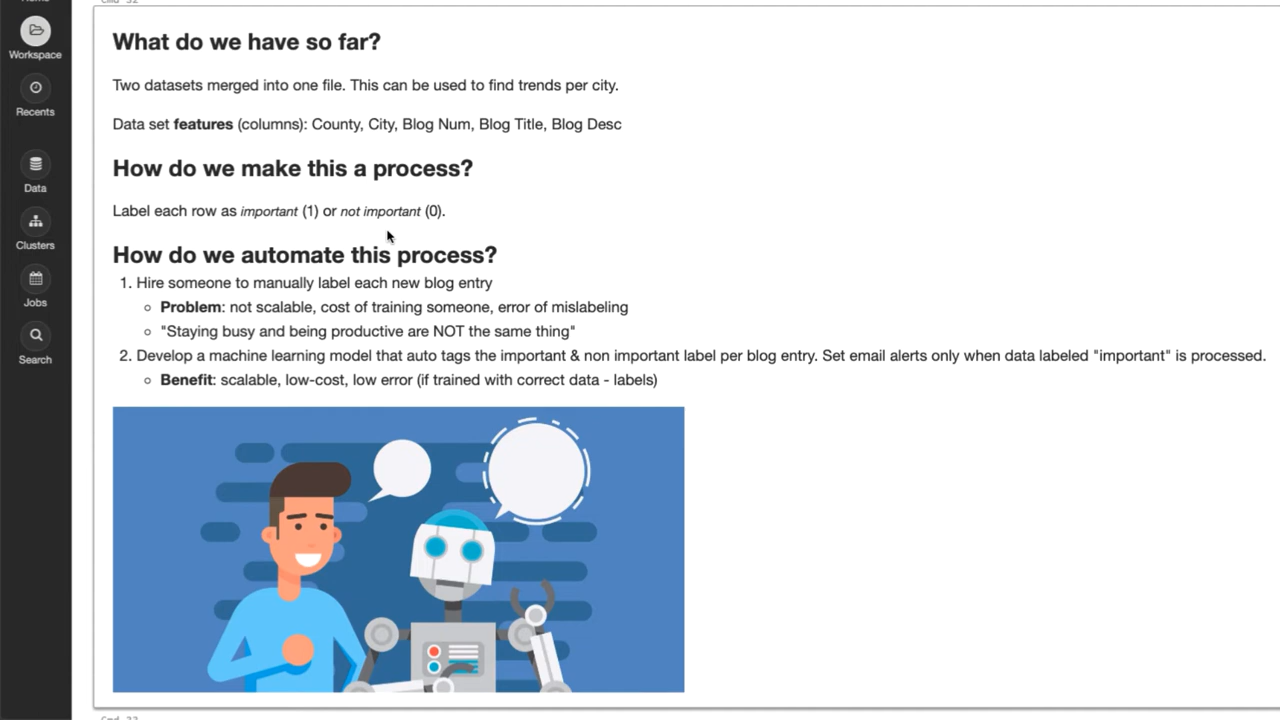 Cmd 32
What do we have so far?
Workspace
Two datasets merged into one file. This can be used to find trends per city.
Recents
Data set features (columns): County, City, Blog Num, Blog Title, Blog Desc
How do we make this a process?
Data
Label each row as important (1) or not important (0).
Clusters
How do we automate this process?
1. Hire someone to manually label each new blog entry
Jobs
Problem: not scalable, cost of training someone, error of mislabeling
"Staying busy and being productive are NOT the same thing"
Search
2. Develop a machine learning model that auto tags the important & non important label per blog entry. Set email alerts only when data labeled "important" is processed.
Benefit: scalable, low-cost, low error (if trained with correct data - labels)